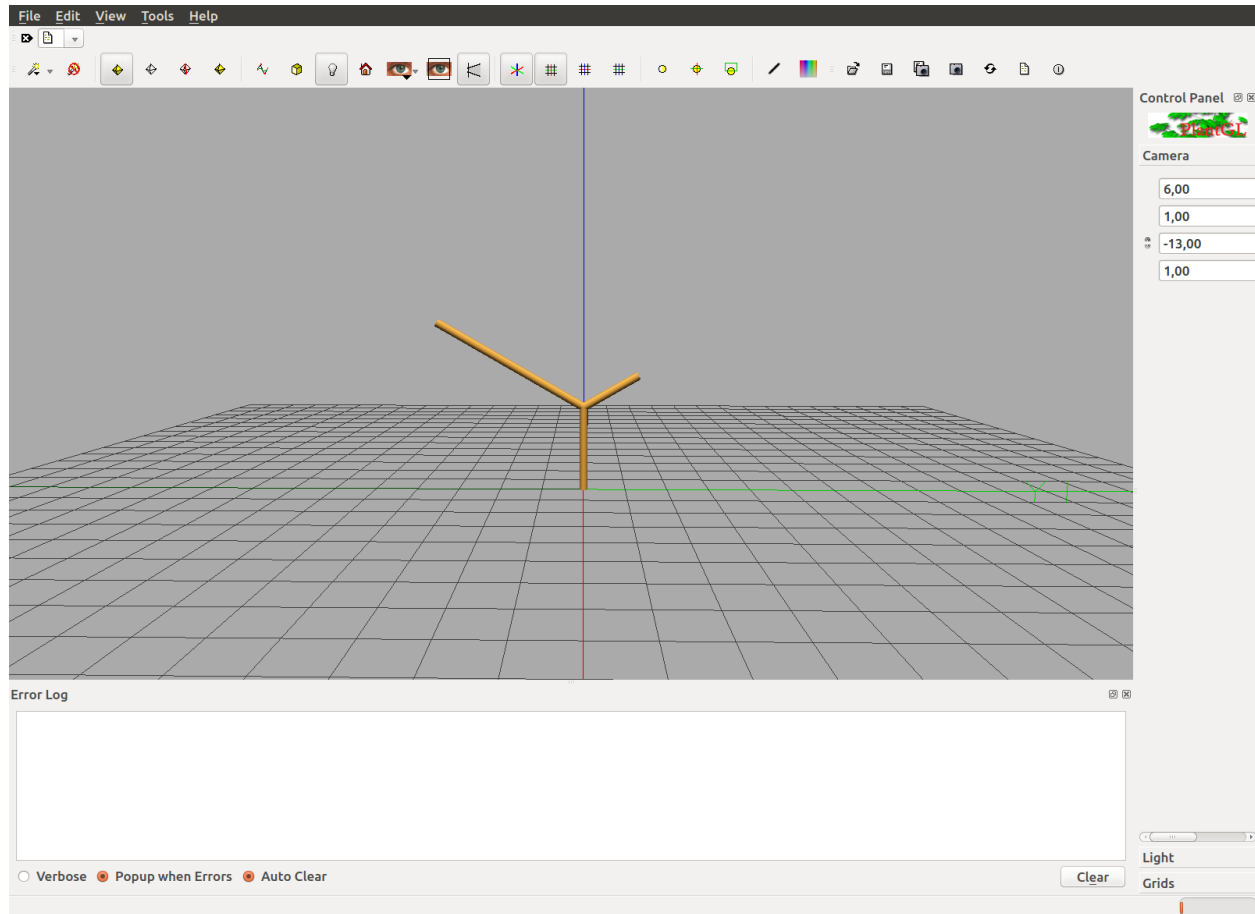 File Edit View Tools Help
Control Panel
PlantGL
Camera
6,00
1,00
-13,00
1,00
Y
Error Log
Verbose Popup when Errors Auto Clear
Clear
Light
Grids